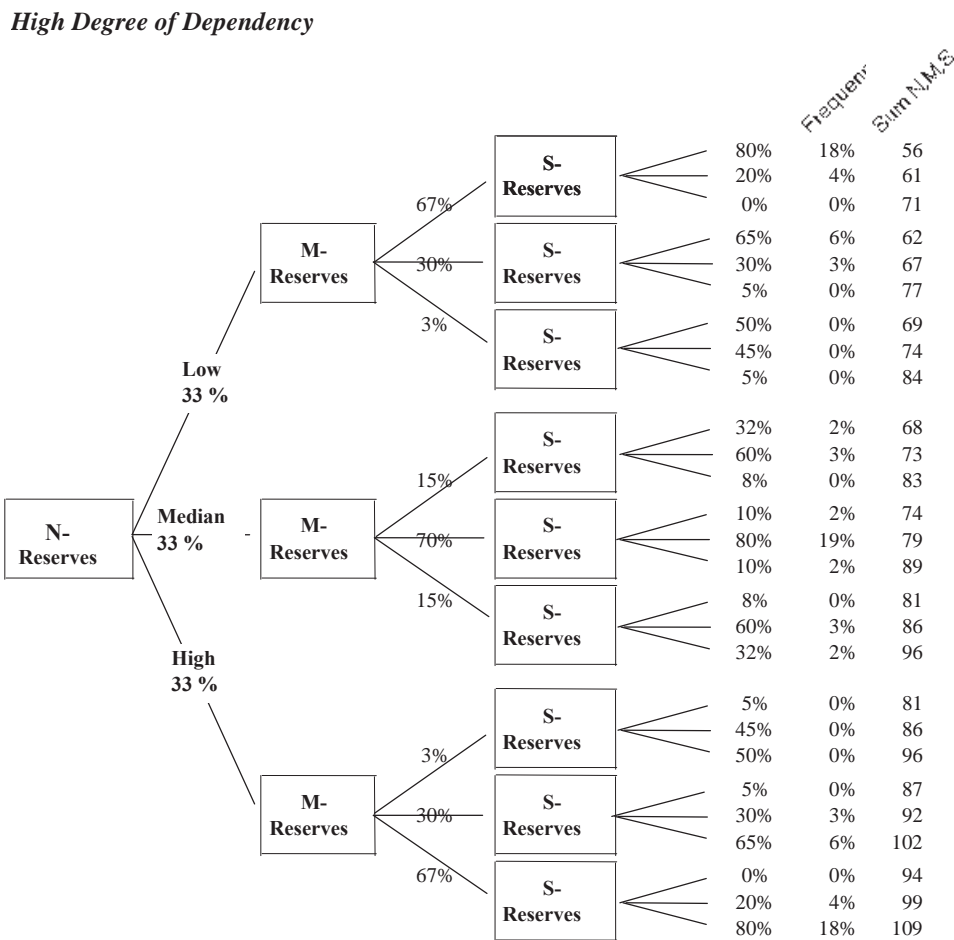 High Degree of Dependency
Sum N,M,S
S-
Reserves
80% 18% 56
20% 4% 61
0% 0% 71
67%
M-
Reserves
30%
S-
Reserves
65% 6% 62
30% 3% 67
5% 0% 77
3%
S-
Reserves
50% 0% 69
45% 0% 74
5% 0% 84
Low
33 %
S-
Reserves
32% 2% 68
60% 3% 73
8% 0% 83
15%
N-
Reserves
Median
33 %
M-
Reserves
70%
S-
Reserves
10% 2% 74
80% 19% 79
10% 2% 89
15%
S-
Reserves
8% 0% 81
60% 3% 86
32% 2% 96
High
33 %
S-
Reserves
5% 0% 81
45% 0% 86
50% 0% 96
3%
M-
Reserves
30%
S-
Reserves
5% 0% 87
30% 3% 92
65% 6% 102
67%
S-
Reserves
0% 0% 94
20% 4% 99
80% 18% 109